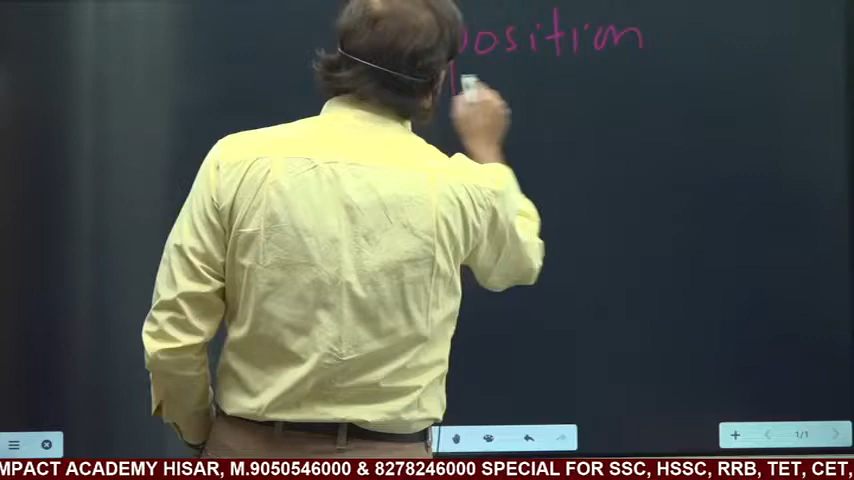 position
1/1
MPACT ACADEMY HISAR, M.9050546000 & 8278246000 SPECIAL FOR SSC, HSSC, RRB, TET, CET,